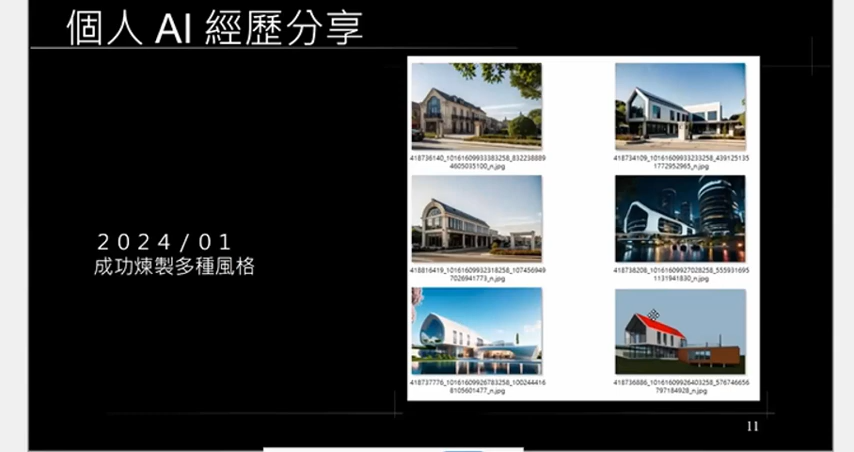 個人 AI 經歷分享
2024/01
成功煉製多種風格
418736140_10161609933383258_832238889
4605035100_n.jpg
418734109_10161609933233258_439125135
1772952965_n.jpg
418816419_10161609932318258_107456949
7026941773_n.jpg
418738208_10161609927028258_555931695
1131941830_n.jpg
418737776_10161609926783258_100244416
8105601477_n.jpg
418736886_10161609926403258_576746656
797184928_n.jpg
11